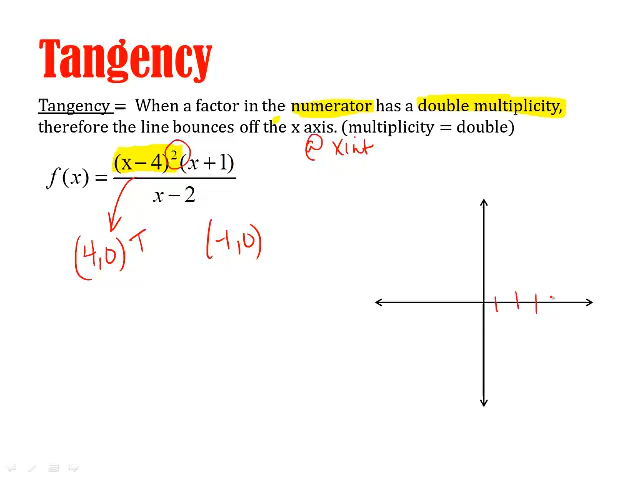 Tangency
Tangency = When a factor in the numerator has a double multiplicity,
therefore the line bounces off the x axis. (multiplicity = double)
@ x int
f(x) = (x − 4)²(x + 1) / x − 2
(4,0) T (-1,0)